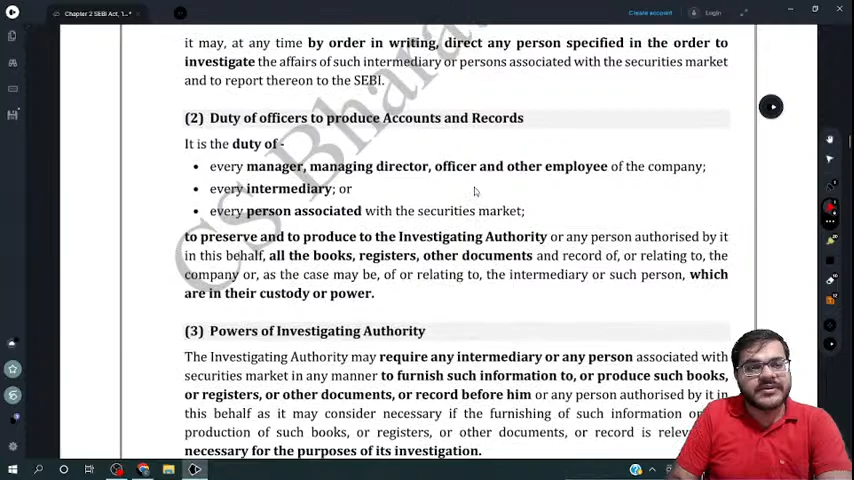 Chapter 2 SEBI Act, 1...*
Create account
Login
it may, at any time by order in writing, direct any person specified in the order to
investigate the affairs of such intermediary or persons associated with the securities market
and to report thereon to the SEBI.
(2) Duty of officers to produce Accounts and Records
It is the duty of -
• every manager, managing director, officer and other employee of the company;
• every intermediary; or
• every person associated with the securities market;
to preserve and to produce to the Investigating Authority or any person authorised by it
in this behalf, all the books, registers, other documents and record of, or relating to, the
company or, as the case may be, of or relating to, the intermediary or such person, which
are in their custody or power.
(3) Powers of Investigating Authority
The Investigating Authority may require any intermediary or any person associated with
securities market in any manner to furnish such information to, or produce such books,
or registers, or other documents, or record before him or any person authorised by it in
this behalf as it may consider necessary if the furnishing of such information or
production of such books, or registers, or other documents, or record is
necessary for the purposes of its investigation.
CS Bhara